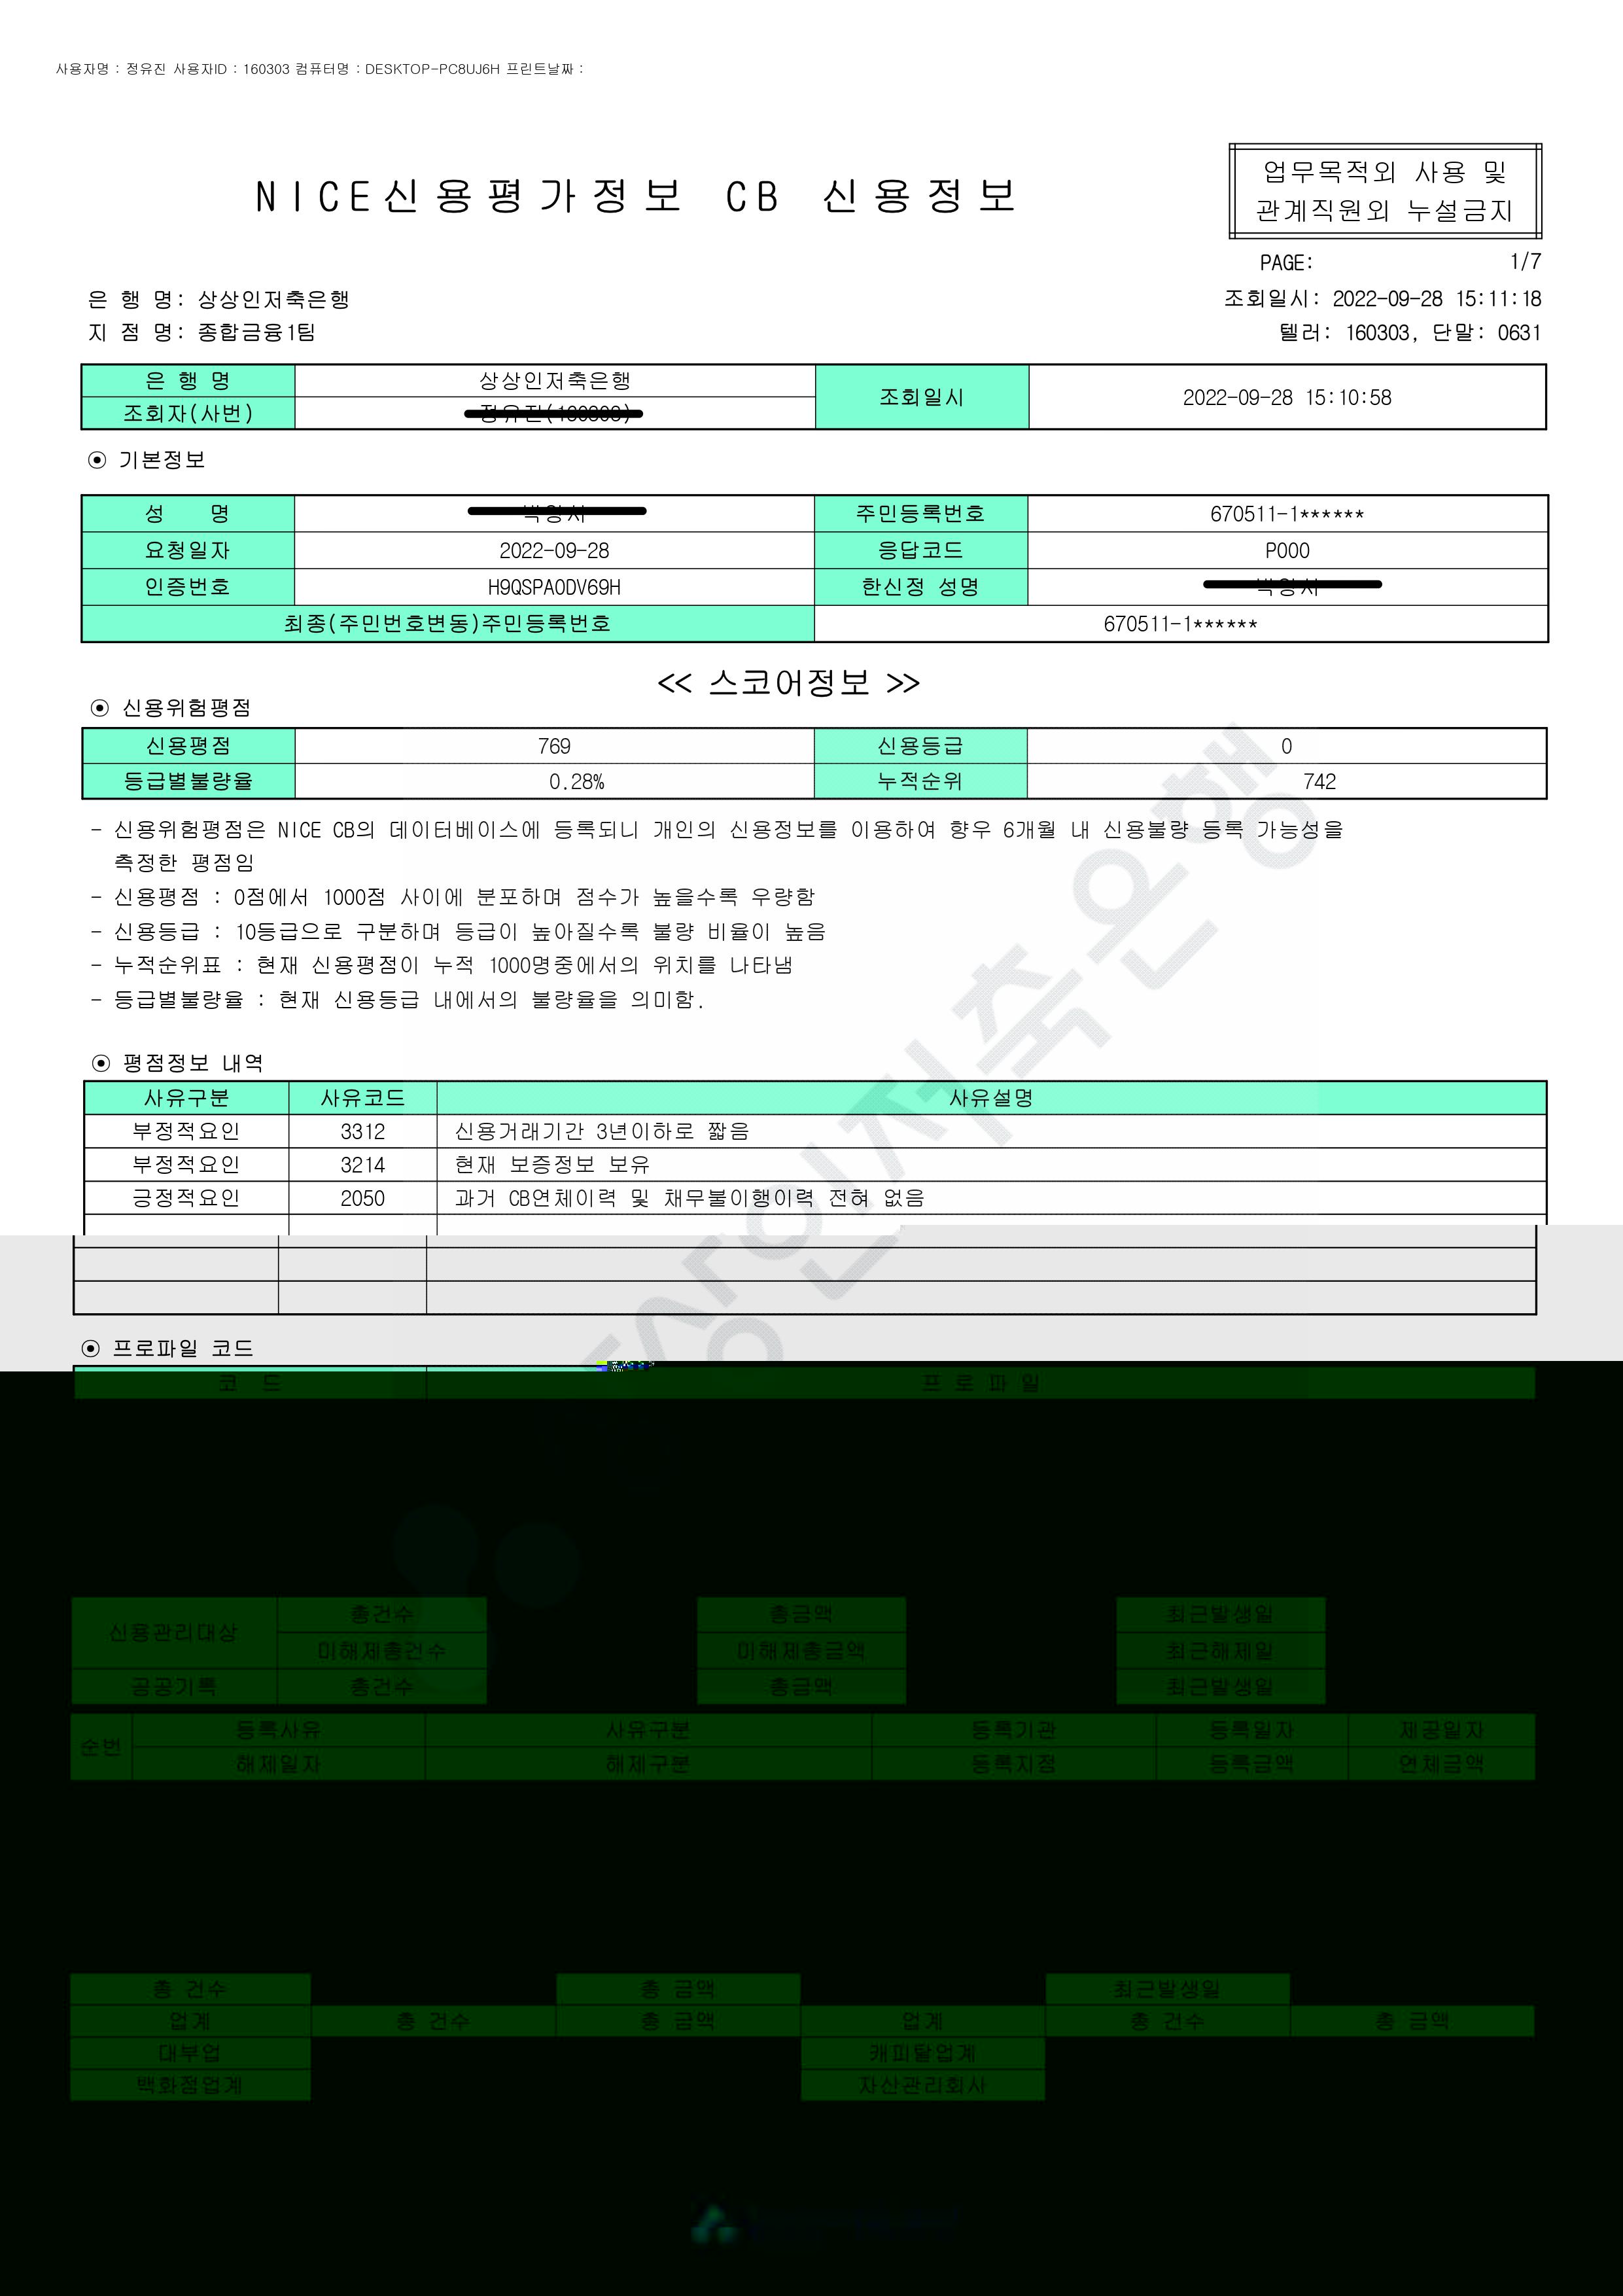 사용자명 : 정유진 사용자ID : 160303 컴퓨터명 : DESKTOP-PC8UJ6H 프린트날짜 :
NICE신용평가정보 CB 신용정보
업무목적외 사용 및
관계직원외 누설금지
PAGE: 1/7
은 행 명: 상상인저축은행
조회일시: 2022-09-28 15:11:18
지 점 명: 종합금융1팀
텔러: 160303, 단말: 0631
은 행 명 상상인저축은행 조회일시 2022-09-28 15:10:58
조회자(사번)
⊙ 기본정보
성 명 주민등록번호 670511-1******
요청일자 2022-09-28 응답코드 P000
인증번호 H9QSPAODV69H 한신정 성명
최종(주민번호변동)주민등록번호 670511-1******
<< 스코어정보 >>
⊙ 신용위험평점
신용평점 769 신용등급 0
등급별불량율 0.28% 누적순위 742
- 신용위험평점은 NICE CB의 데이터베이스에 등록되니 개인의 신용정보를 이용하여 향우 6개월 내 신용불량 등록 가능성을
측정한 평점임
- 신용평점 : 0점에서 1000점 사이에 분포하며 점수가 높을수록 우량함
- 신용등급 : 10등급으로 구분하며 등급이 높아질수록 불량 비율이 높음
- 누적순위표 : 현재 신용평점이 누적 1000명중에서의 위치를 나타냄
- 등급별불량율 : 현재 신용등급 내에서의 불량율을 의미함.
⊙ 평점정보 내역
사유구분 사유코드 사유설명
부정적요인 3312 신용거래기간 3년이하로 짧음
부정적요인 3214 현재 보증정보 보유
긍정적요인 2050 과거 CB연체이력 및 채무불이행이력 전혀 없음
⊙ 프로파일 코드
코 드 프 로 파 일
신용관리대상 총건수 총금액 최근발생일
미해제총건수 미해제총금액 최근해제일
공공기록 총건수 총금액 최근발생일
순번 등록사유 사유구분 등록기관 등록일자 제공일자
해제일자 해제구분 등록지점 등록금액 연체금액
총 건수 총 금액 최근발생일
업계 총 건수 총 금액 업계 총 건수 총 금액
대부업 캐피탈업계
백화점업계 자산관리회사